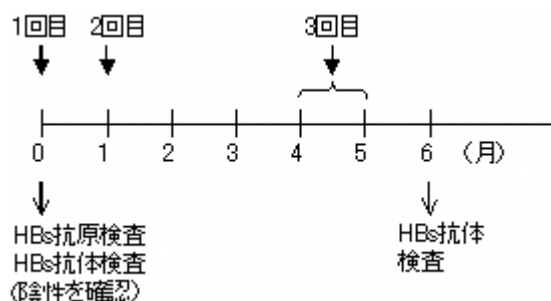 1回目 2回目 3回目
0 1 2 3 4 5 6 (月)
HBs抗原検査
HBs抗体検査
(陰性を確認)
HBs抗体
検査